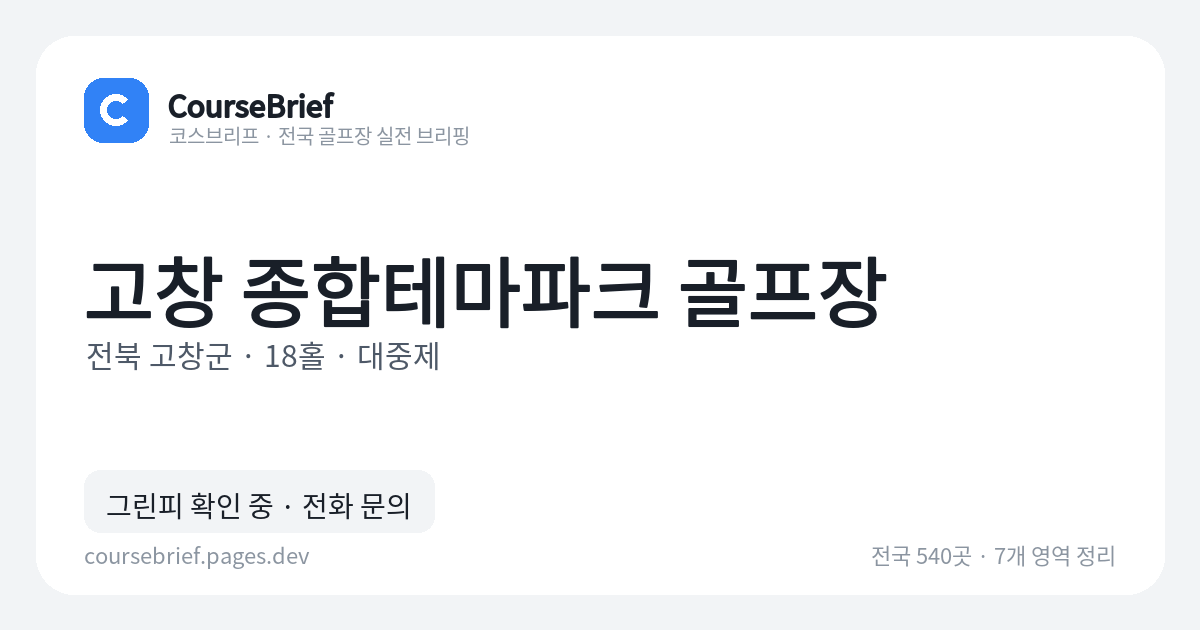 C
CourseBrief
코스브리프 · 전국 골프장 실전 브리핑
고창 종합테마파크 골프장
전북 고창군 · 18홀 · 대중제
그린피 확인 중 · 전화 문의
coursebrief.pages.dev
전국 540곳 · 7개 영역 정리